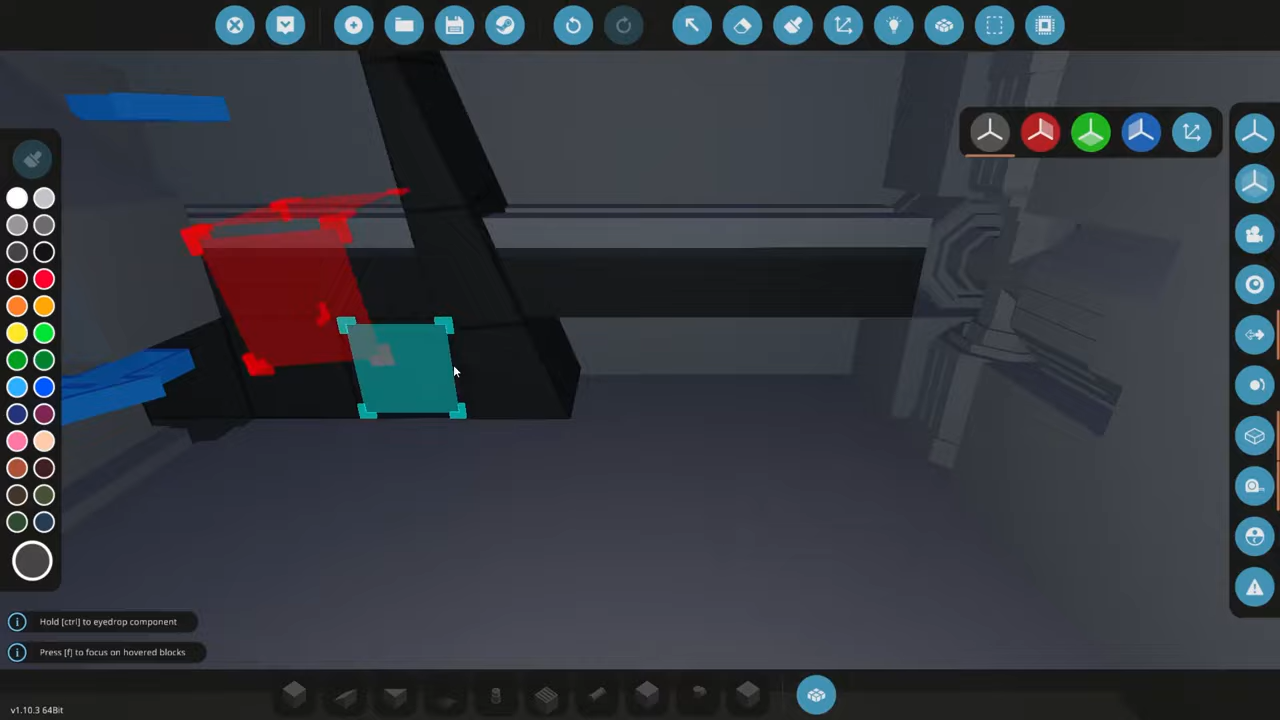 Hold [ctrl] to eyedrop component
Press [f] to focus on hovered blocks
v1.10.3 64Bit